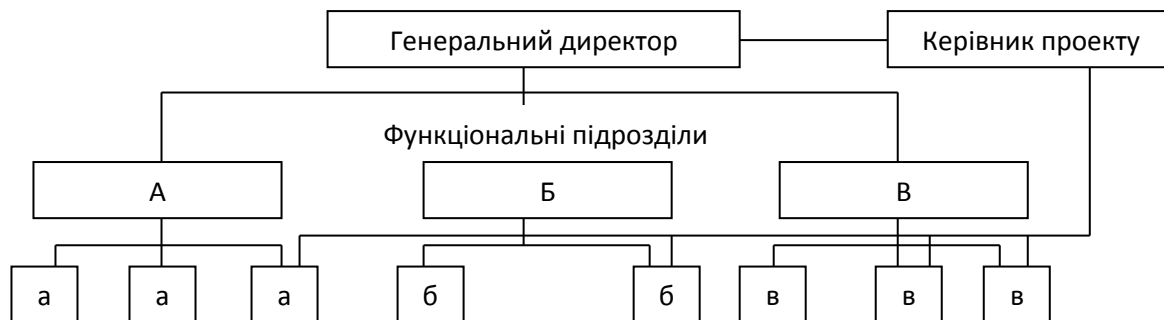 Генеральний директор
Керівник проекту
Функціональні підрозділи
А
Б
В
а
а
а
б
б
в
в
в